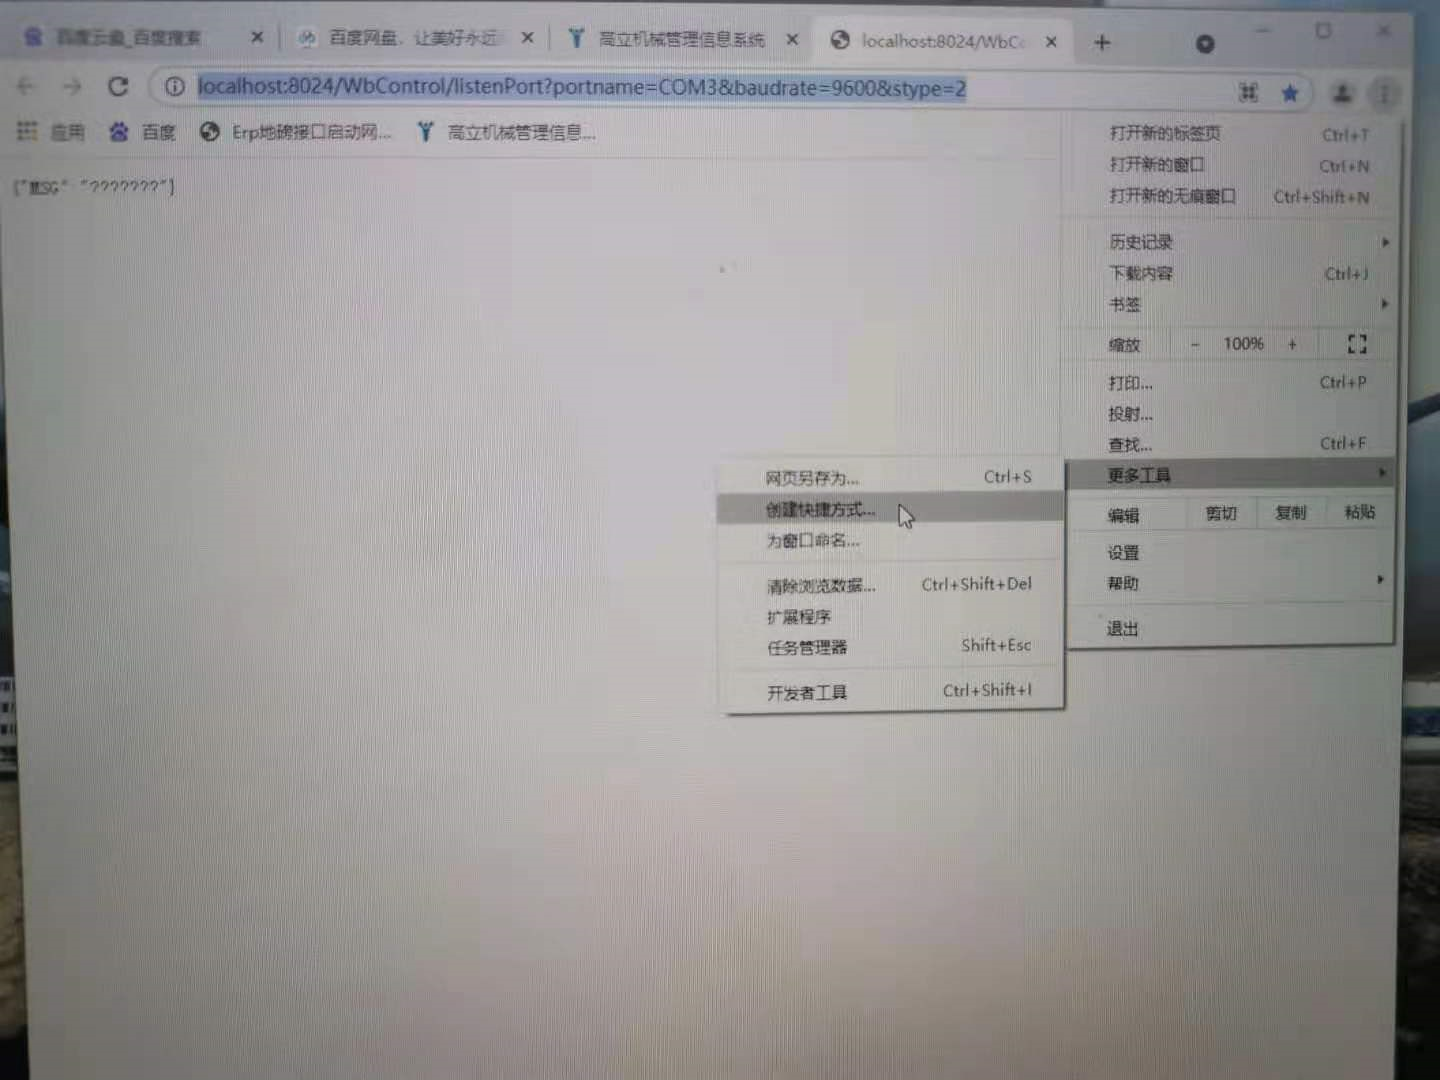 百度云盘_百度搜索
百度网盘，让美好永远
高立机械管理信息系统
localhost:8024/WbCo
localhost:8024/WbControl/listenPort?portname=COM3&baudrate=9600&stype=2
应用
百度
Erp地磅接口启动网...
高立机械管理信息...
{"MSG" "???????"}
打开新的标签页 Ctrl+T
打开新的窗口 Ctrl+N
打开新的无痕窗口 Ctrl+Shift+N
历史记录
下载内容 Ctrl+J
书签
缩放 - 100% +
打印... Ctrl+P
投射...
查找... Ctrl+F
更多工具
编辑 剪切 复制 粘贴
设置
帮助
退出
网页另存为... Ctrl+S
创建快捷方式...
为窗口命名...
清除浏览数据... Ctrl+Shift+Del
扩展程序
任务管理器 Shift+Esc
开发者工具 Ctrl+Shift+I